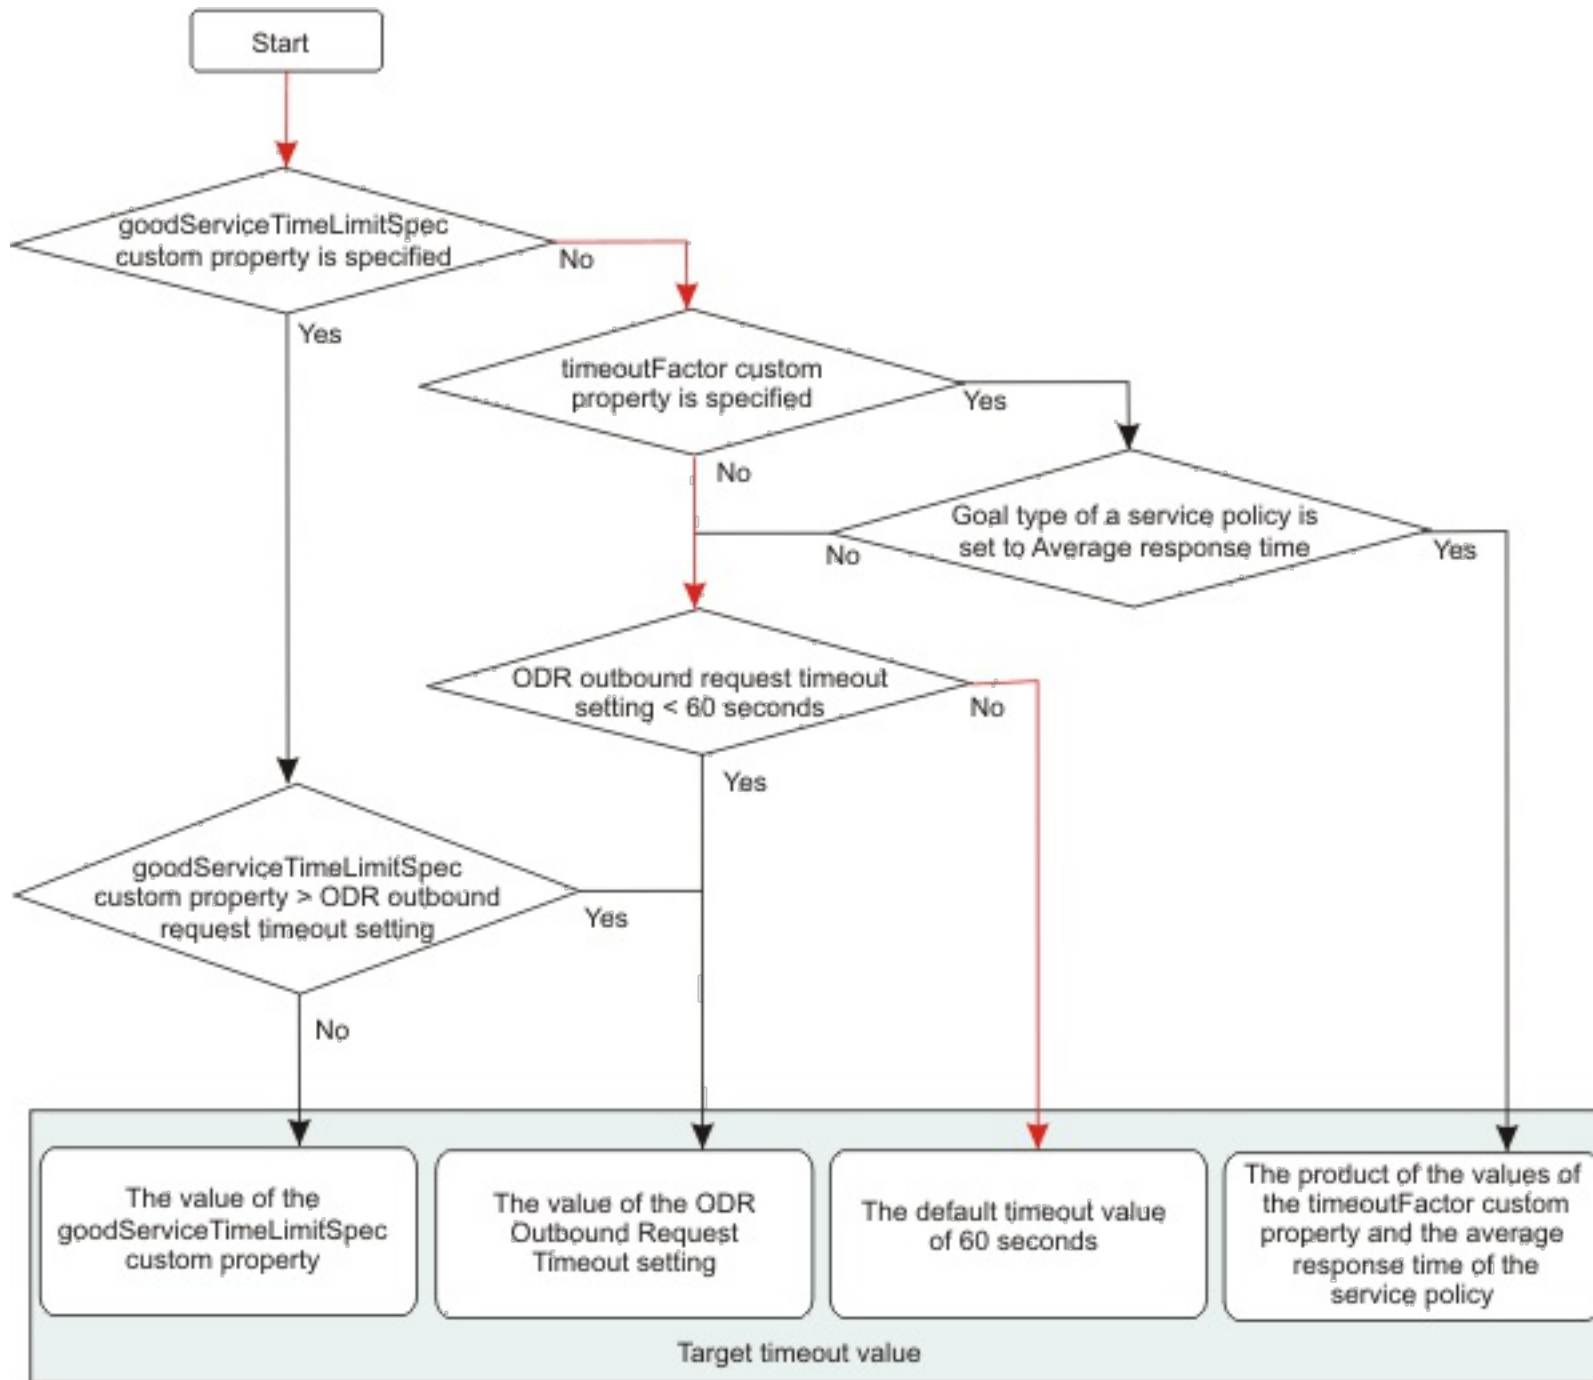 Start
goodServiceTimeLimitSpec
custom property is specified
No
Yes
timeoutFactor custom
property is specified
Yes
No
Goal type of a service policy is
set to Average response time
No
Yes
ODR outbound request timeout
setting < 60 seconds
No
Yes
goodServiceTimeLimitSpec
custom property > ODR outbound
request timeout setting
Yes
No
The value of the
goodServiceTimeLimitSpec
custom property
The value of the ODR
Outbound Request
Timeout setting
The default timeout value
of 60 seconds
The product of the values of
the timeoutFactor custom
property and the average
response time of the
service policy
Target timeout value